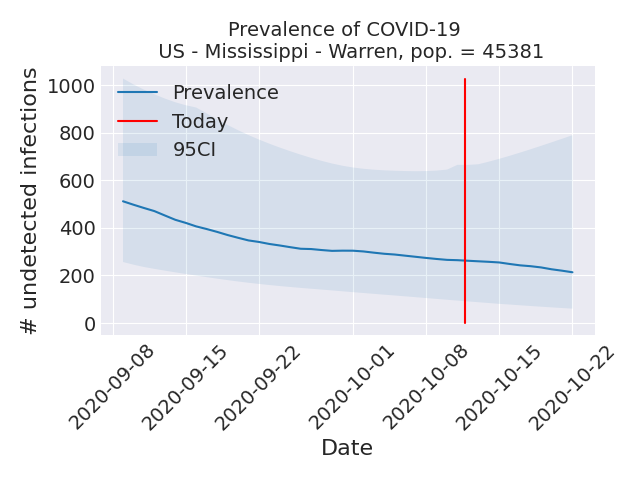 Prevalence of COVID-19
US - Mississippi - Warren, pop. = 45381
# undetected infections
1000
800
600
400
200
0
Prevalence
Today
95CI
2020-09-08
2020-09-15
2020-09-22
2020-10-01
2020-10-08
2020-10-15
2020-10-22
Date